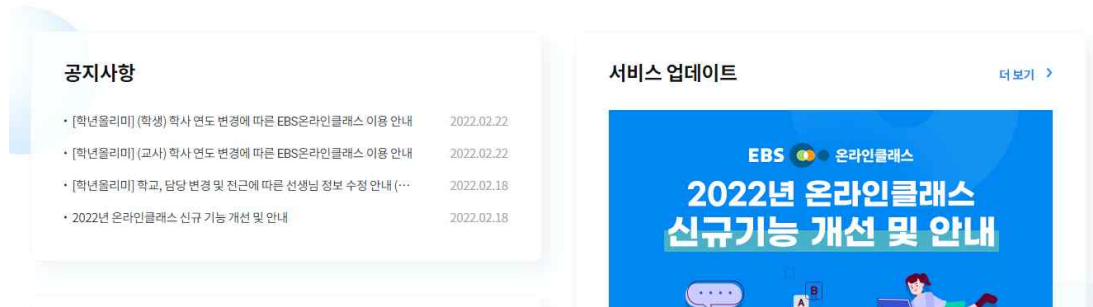 공지사항
• [학년올리미] (학생) 학사 연도 변경에 따른 EBS온라인클래스 이용 안내 2022.02.22
• [학년올리미] (교사) 학사 연도 변경에 따른 EBS온라인클래스 이용 안내 2022.02.22
• [학년올리미] 학교, 담당 변경 및 전근에 따른 선생님 정보 수정 안내 (⋯ 2022.02.18
• 2022년 온라인클래스 신규 기능 개선 및 안내 2022.02.18
서비스 업데이트
더 보기 >
EBS 온라인클래스
2022년 온라인클래스
신규기능 개선 및 안내
B
A